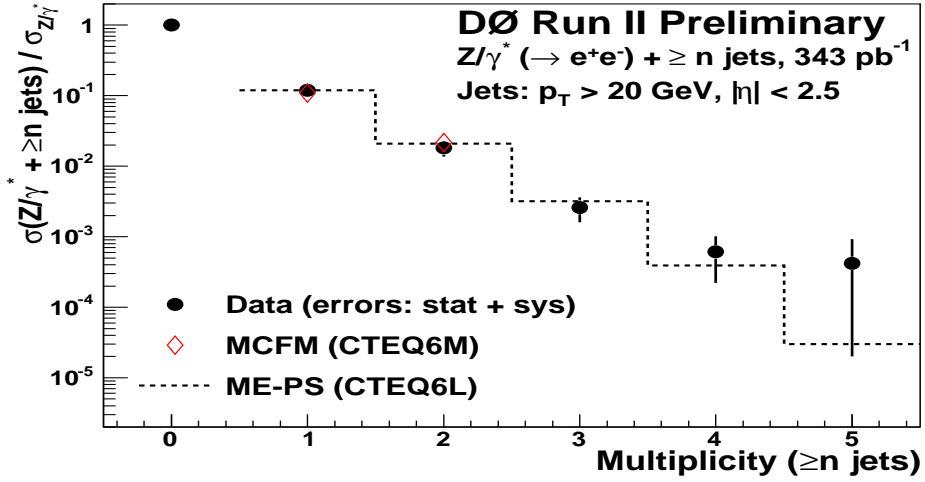 σ(Z/γ* + ≥n jets) / σ_Z/γ*
1
10⁻¹
10⁻²
10⁻³
10⁻⁴
10⁻⁵
DØ Run II Preliminary
Z/γ* (→ e⁺e⁻) + ≥ n jets, 343 pb⁻¹
Jets: p_T > 20 GeV, |η| < 2.5
Data (errors: stat + sys)
MCFM (CTEQ6M)
ME-PS (CTEQ6L)
0 1 2 3 4 5
Multiplicity (≥n jets)